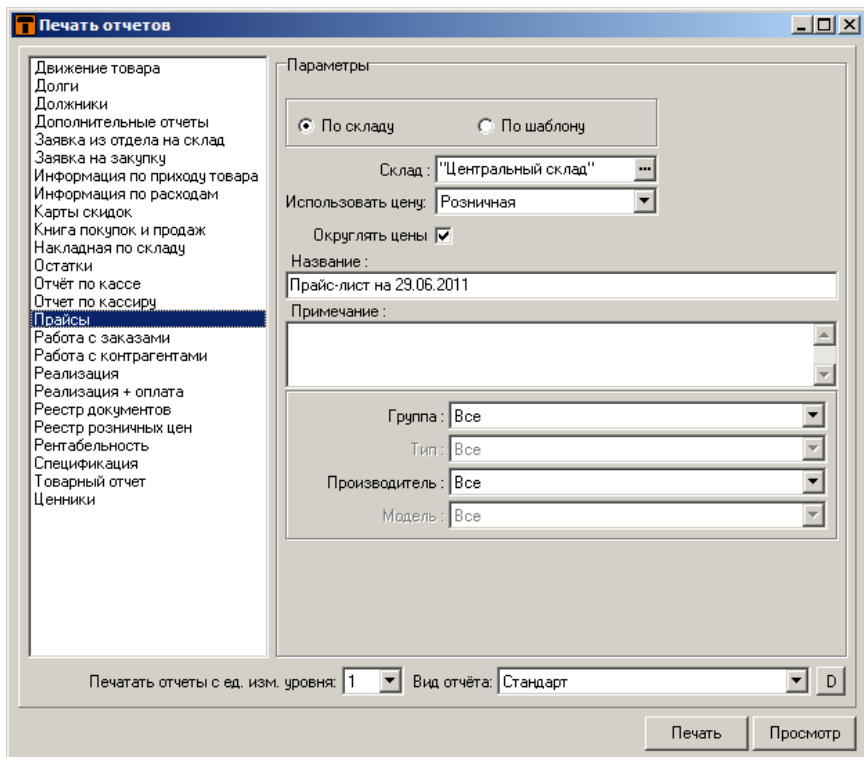 Печать отчетов
Движение товара
Долги
Должники
Дополнительные отчеты
Заявка из отдела на склад
Заявка на закупку
Информация по приходу товара
Информация по расходам
Карты скидок
Книга покупок и продаж
Накладная по складу
Остатки
Отчёт по кассе
Отчет по кассиру
Прайсы
Работа с заказами
Работа с контрагентами
Реализация
Реализация + оплата
Реестр документов
Реестр розничных цен
Рентабельность
Спецификация
Товарный отчет
Ценники
Параметры
По складу По шаблону
Склад : "Центральный склад" ...
Использовать цену: Розничная
Округлять цены
Название :
Прайс-лист на 29.06.2011
Примечание :
Группа : Все
Тип : Все
Производитель : Все
Модель : Все
Печатать отчеты с ед. изм. уровня: 1 Вид отчёта: Стандарт D
Печать Просмотр